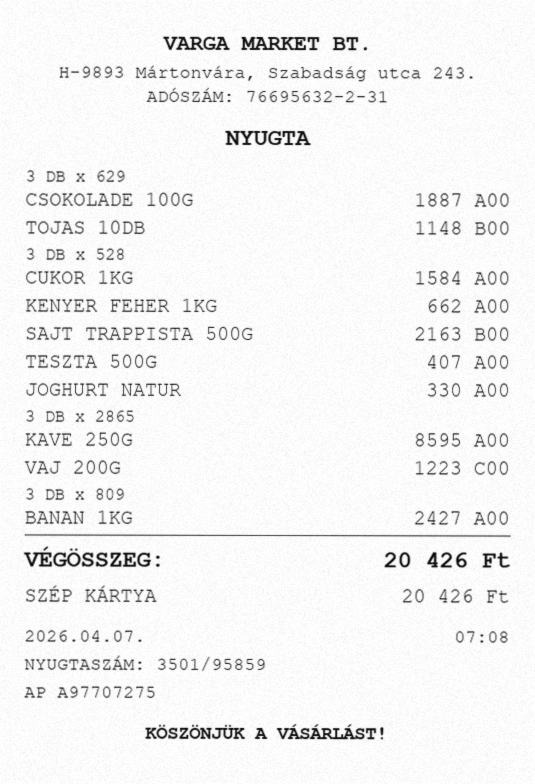 VARGA MARKET BT.
H-9893 Mártonvára, Szabadság utca 243.
ADÓSZÁM: 76695632-2-31
NYUGTA
3 DB x 629
CSOKOLADE 100G 1887 A00
TOJAS 10DB 1148 B00
3 DB x 528
CUKOR 1KG 1584 A00
KENYER FEHER 1KG 662 A00
SAJT TRAPPISTA 500G 2163 B00
TESZTA 500G 407 A00
JOGHURT NATUR 330 A00
3 DB x 2865
KAVE 250G 8595 A00
VAJ 200G 1223 C00
3 DB x 809
BANAN 1KG 2427 A00
VÉGÖSSZEG: 20 426 Ft
SZÉP KÁRTYA 20 426 Ft
2026.04.07. 07:08
NYUGTASZÁM: 3501/95859
AP A97707275
KÖSZÖNJÜK A VÁSÁRLÁST!